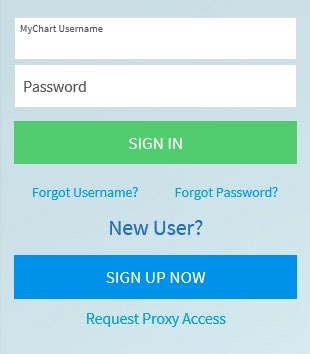 MyChart Username
Password
SIGN IN
Forgot Username? Forgot Password?
New User?
SIGN UP NOW
Request Proxy Access